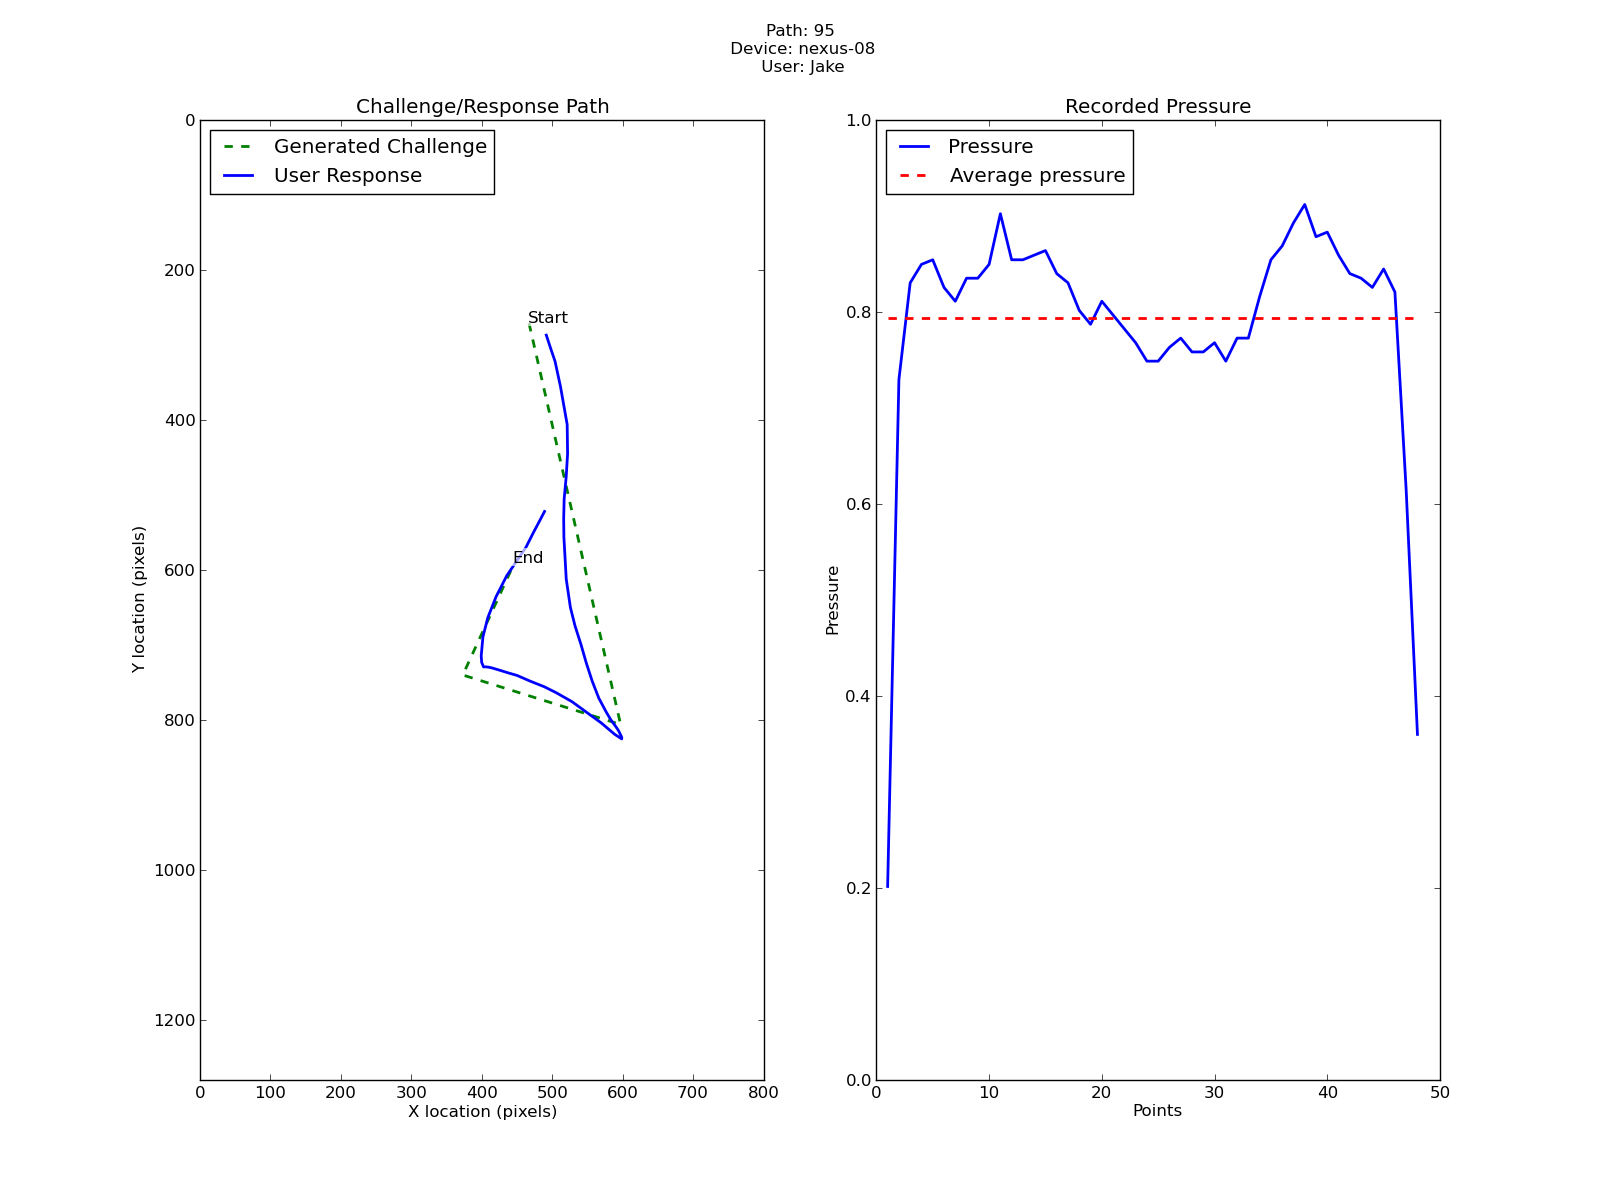 Path: 95
Device: nexus-08
User: Jake
Challenge/Response Path
Generated Challenge
User Response
Start
End
0
200
400
600
800
1000
1200
Y location (pixels)
0 100 200 300 400 500 600 700 800
X location (pixels)
Recorded Pressure
Pressure
Average pressure
1.0
0.8
0.6
0.4
0.2
0.0
Pressure
0 10 20 30 40 50
Points